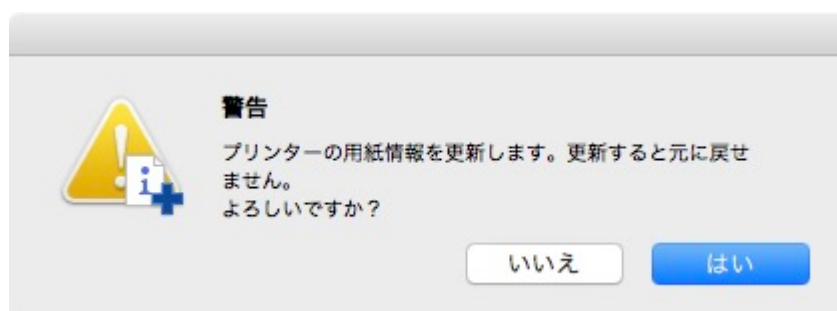 警告
プリンターの用紙情報を更新します。更新すると元に戻せ
ません。
よろしいですか？
いいえ
はい